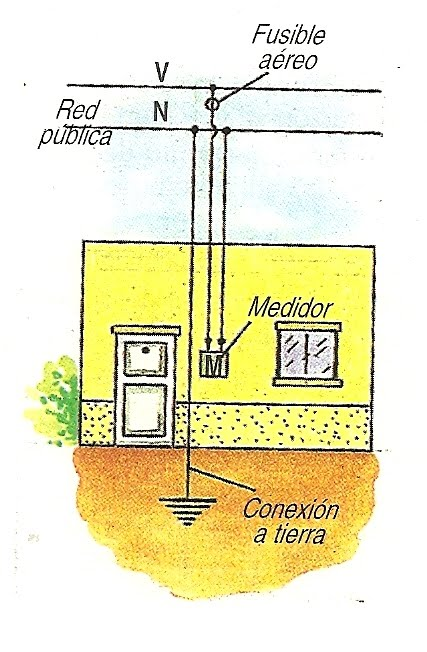 Fusible
aéreo
V
Red
pública
N
Medidor
M
Conexión
a tierra